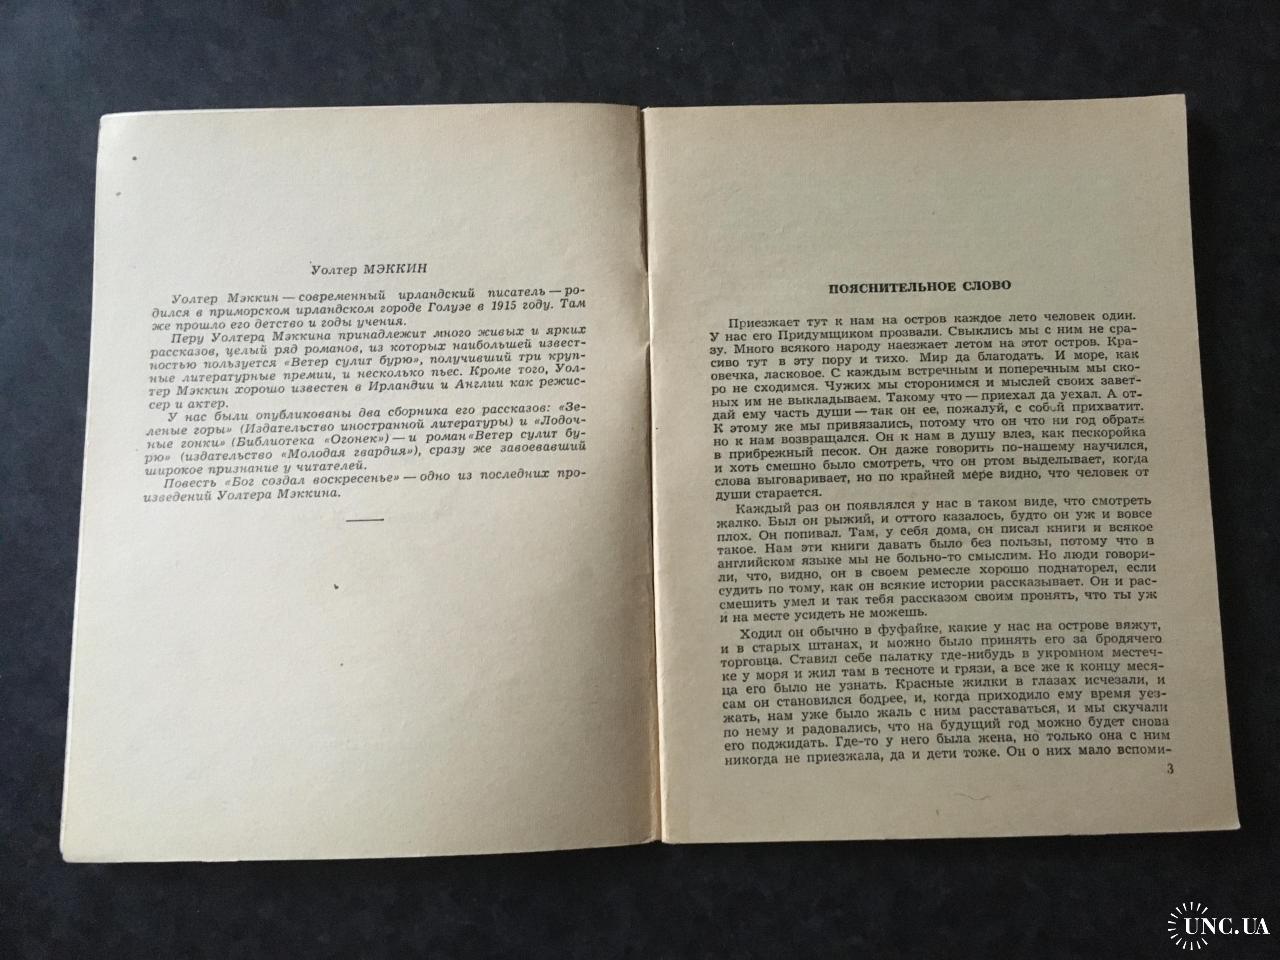 Уолтер МЭККИН
Уолтер Мэккин — современный ирландский писатель — ро-
дился в приморском ирландском городе Голуэе в 1915 году. Там
же прошло его детство и годы учения.
Перу Уолтера Мэккина принадлежит много живых и ярких
рассказов, целый ряд романов, из которых наибольшей извест-
ностью пользуется «Ветер сулит бурю», получивший три круп-
ные литературные премии, и несколько пьес. Кроме того, Уол-
тер Мэккин хорошо известен в Ирландии и Англии как режис-
сер и актер.
У нас были опубликованы два сборника его рассказов: «Зе-
леные горы» (Издательство иностранной литературы) и «Лодоч-
ные гонки» (Библиотека «Огонек») — и роман «Ветер сулит бу-
рю» (издательство «Молодая гвардия»), сразу же завоевавший
широкое признание у читателей.
Повесть «Бог создал воскресенье» — одно из последних про-
изведений Уолтера Мэккина.
ПОЯСНИТЕЛЬНОЕ СЛОВО
Приезжает тут к нам на остров каждое лето человек один.
У нас его Придумщиком прозвали. Свыклись мы с ним не сра-
зу. Много всякого народу наезжает летом на этот остров. Кра-
сиво тут в эту пору и тихо. Мир да благодать. И море, как
овечка, ласковое. С каждым встречным и поперечным мы ско-
ро не сходимся. Чужих мы сторонимся и мыслей своих завет-
ных им не выкладываем. Такому что — приехал да уехал. А от-
дай ему часть души — так он ее, пожалуй, с собой прихватит.
К этому же мы привязались, потому что он что ни год обрат-
но к нам возвращался. Он к нам в душу влез, как пескоройка
в прибрежный песок. Он даже говорить по-нашему научился,
и хоть смешно было смотреть, что он ртом выделывает, когда
слова выговаривает, но по крайней мере видно, что человек от
души старается.
Каждый раз он появлялся у нас в таком виде, что смотреть
жалко. Был он рыжий, и оттого казалось, будто он уж и вовсе
плох. Он попивал. Там, у себя дома, он писал книги и всякое
такое. Нам эти книги давать было без пользы, потому что в
английском языке мы не больно-то смыслим. Но люди говори-
ли, что, видно, он в своем ремесле хорошо поднаторел, если
судить по тому, как он всякие истории рассказывает. Он и рас-
смешить умел и так тебя рассказом своим пронять, что ты уж
и на месте усидеть не можешь.
Ходил он обычно в фуфайке, какие у нас на острове вяжут,
и в старых штанах, и можно было принять его за бродячего
торговца. Ставил себе палатку где-нибудь в укромном местеч-
ке у моря и жил там в тесноте и грязи, а все же к концу меся-
ца его было не узнать. Красные жилки в глазах исчезали, и
сам он становился бодрее, и, когда приходило ему время уез-
жать, нам уже было жаль с ним расставаться, и мы скучали
по нему и радовались, что на будущий год можно будет снова
его поджидать. Где-то у него была жена, но только она с ним
никогда не приезжала, да и дети тоже. Он о них мало вспоми-
3
UNC.UA